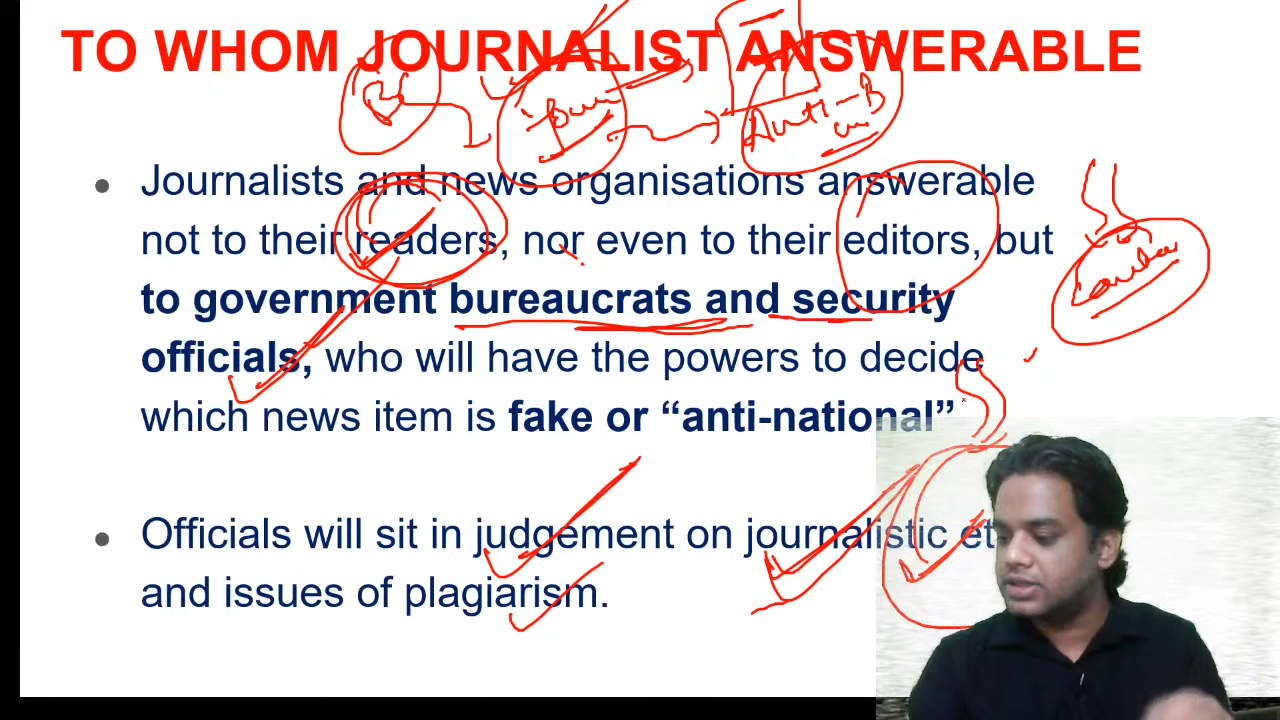 TO WHOM JOURNALIST ANSWERABLE
Journalists and news organisations answerable
not to their readers, nor even to their editors, but
to government bureaucrats and security
officials, who will have the powers to decide
which news item is fake or “anti-national”
Officials will sit in judgement on journalistic et
and issues of plagiarism.